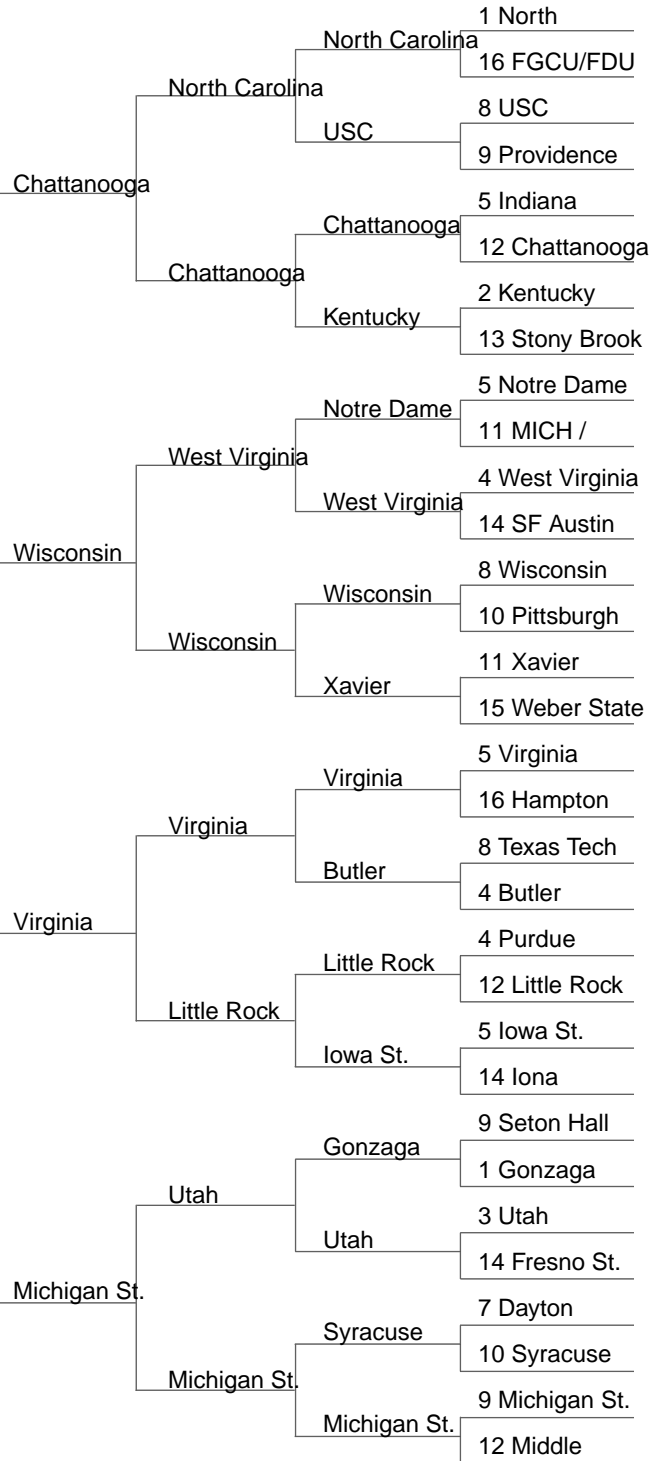 1 North
North Carolina
16 FGCU/FDU
North Carolina
8 USC
USC
9 Providence
Chattanooga
5 Indiana
Chattanooga
12 Chattanooga
Chattanooga
2 Kentucky
Kentucky
13 Stony Brook
5 Notre Dame
Notre Dame
11 MICH /
West Virginia
4 West Virginia
West Virginia
14 SF Austin
Wisconsin
8 Wisconsin
Wisconsin
10 Pittsburgh
Wisconsin
11 Xavier
Xavier
15 Weber State
5 Virginia
Virginia
16 Hampton
Virginia
8 Texas Tech
Butler
4 Butler
Virginia
4 Purdue
Little Rock
12 Little Rock
Little Rock
5 Iowa St.
Iowa St.
14 Iona
9 Seton Hall
Gonzaga
1 Gonzaga
Utah
3 Utah
Utah
14 Fresno St.
Michigan St.
7 Dayton
Syracuse
10 Syracuse
Michigan St.
9 Michigan St.
Michigan St.
12 Middle